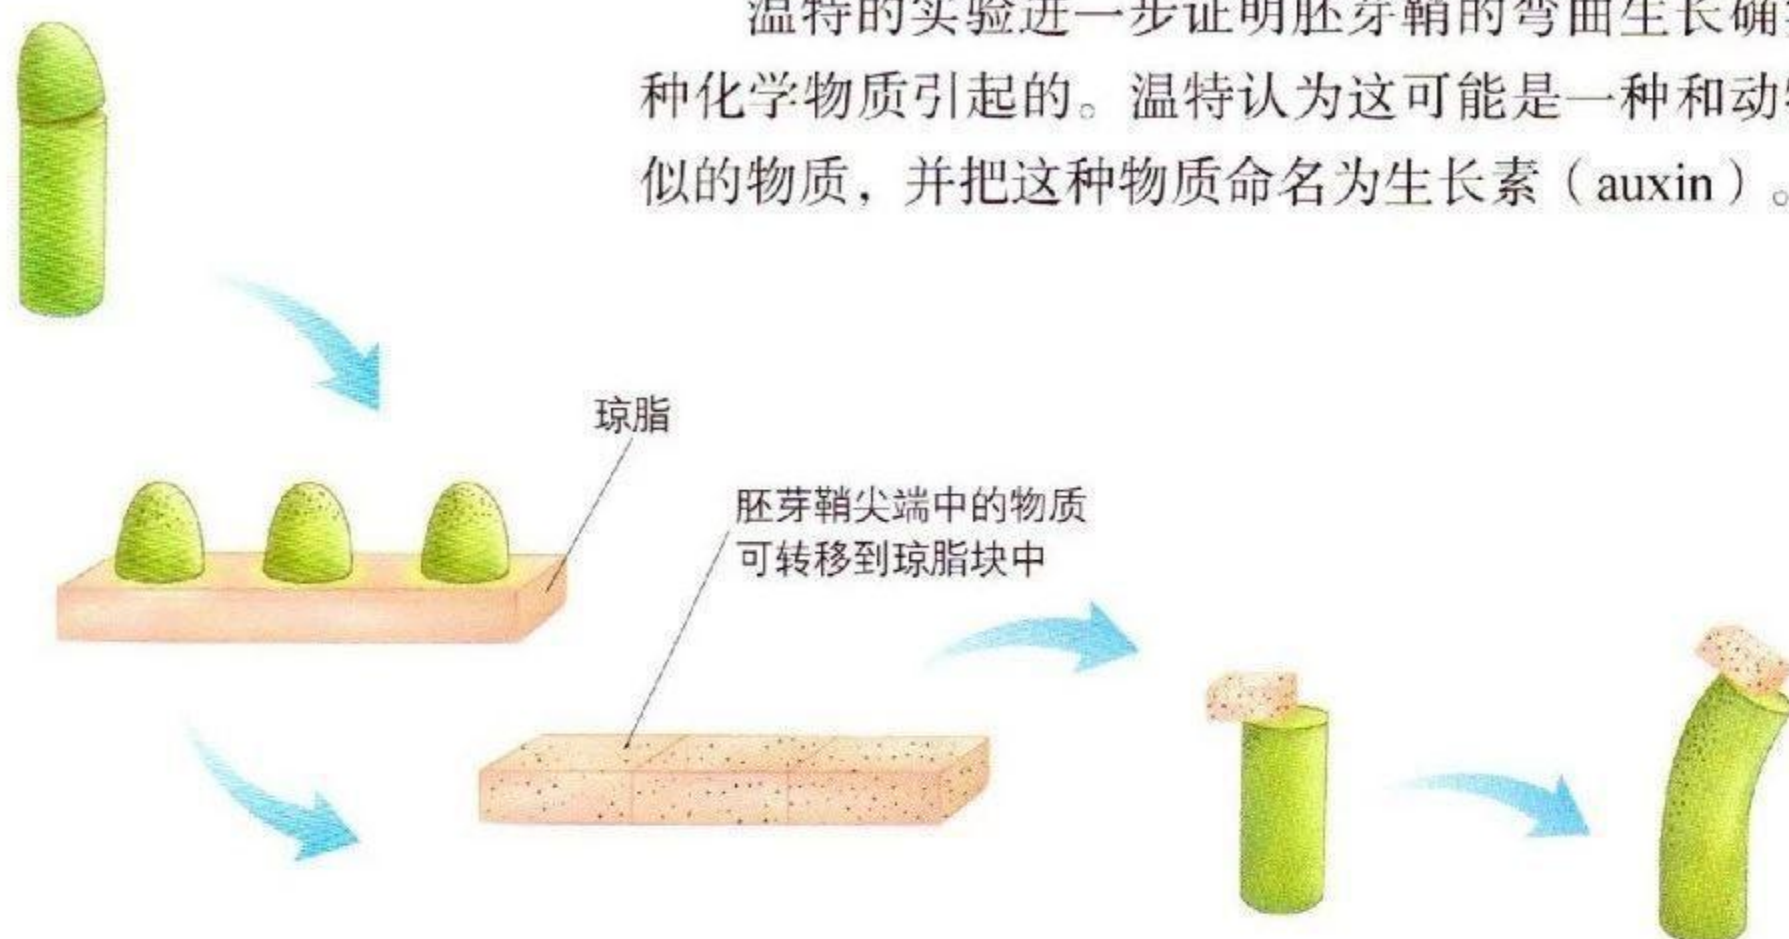 温特的实验进一步证明胚芽鞘的弯曲生长确
种化学物质引起的。温特认为这可能是一种和动
似的物质，并把这种物质命名为生长素（auxin）。
琼脂
胚芽鞘尖端中的物质
可转移到琼脂块中